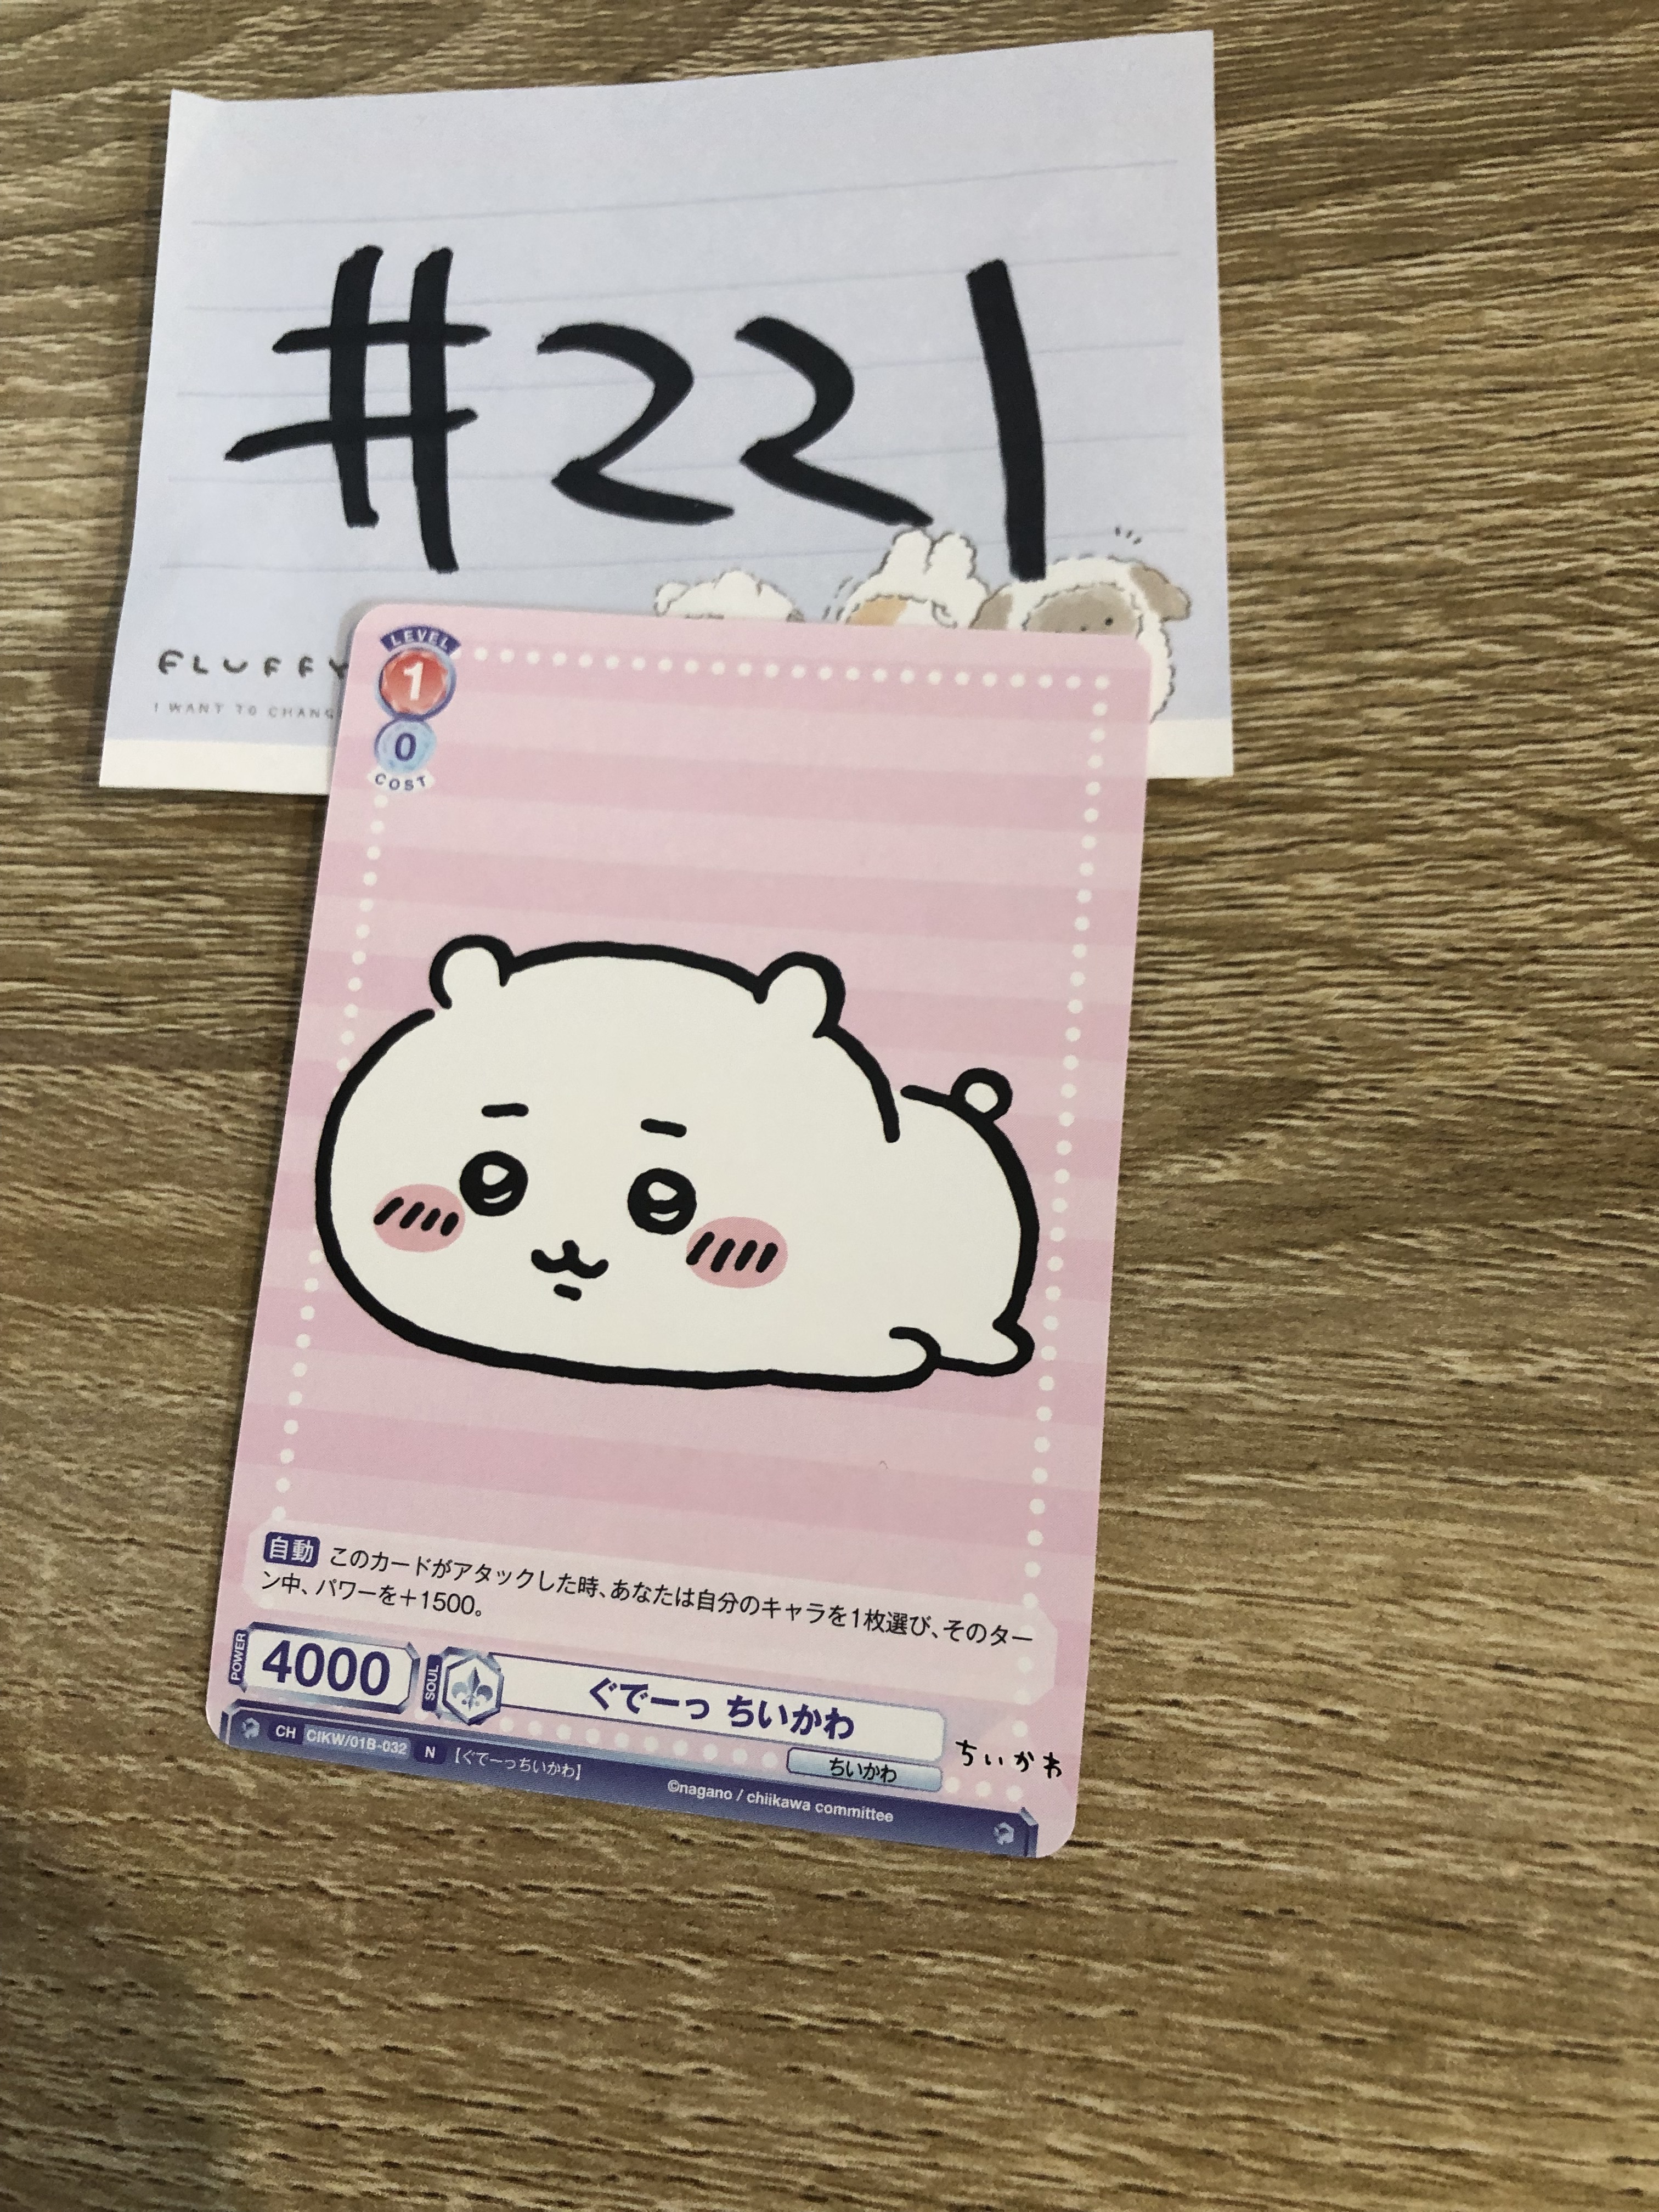 #221
FLUFFY
I WANT TO CHANG
LEVEL
1
0
COST
自動 このカードがアタックした時、あなたは自分のキャラを1枚選び、そのター
ン中、パワーを+1500。
POWER 4000 SOUL ぐでーっ ちいかわ
ちいかわ
CH CIKW/01B-032 N 【ぐでーっちいかわ】 ちいかわ
©nagano / chiikawa committee